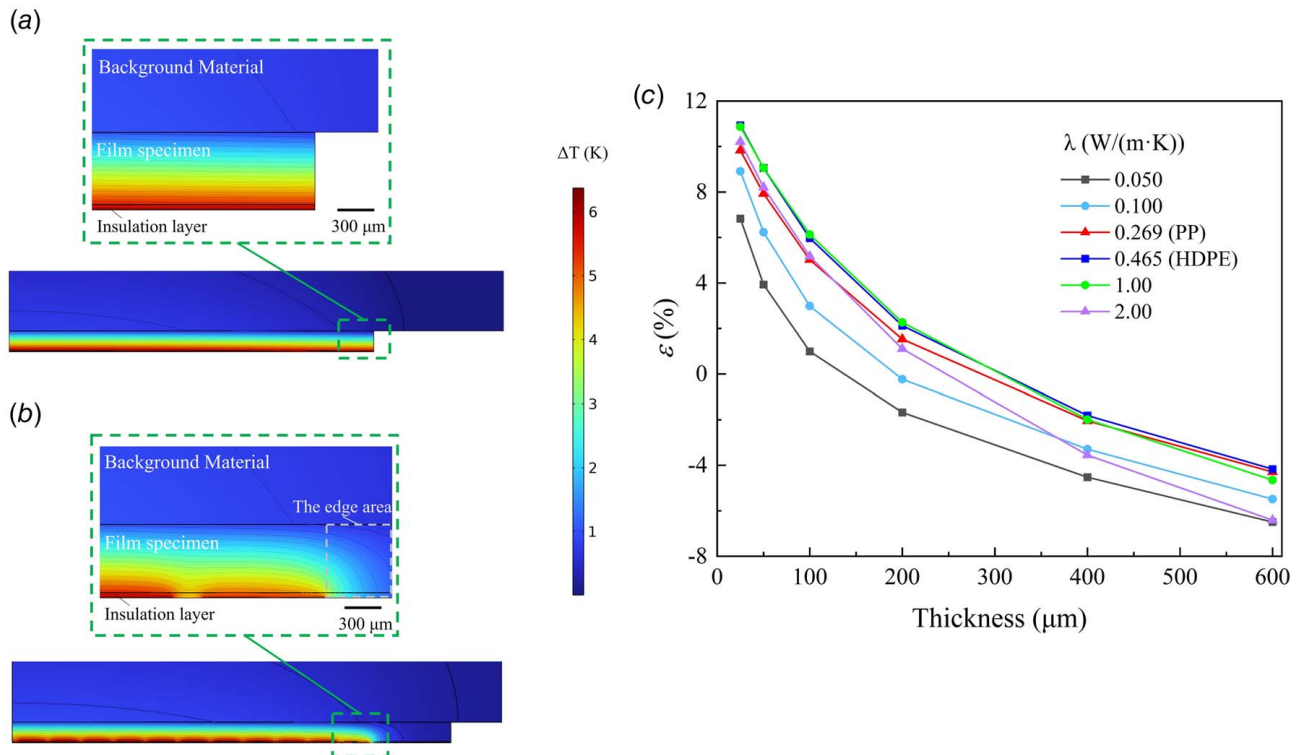 (a)
Background Material
Film specimen
Insulation layer
300 μm
(b)
Background Material
The edge area
Film specimen
Insulation layer
300 μm
ΔT (K)
6
5
4
3
2
1
(c)
12
8
4
0
-4
-8
ε (%)
λ (W/(m·K))
0.050
0.100
0.269 (PP)
0.465 (HDPE)
1.00
2.00
0 100 200 300 400 500 600
Thickness (μm)